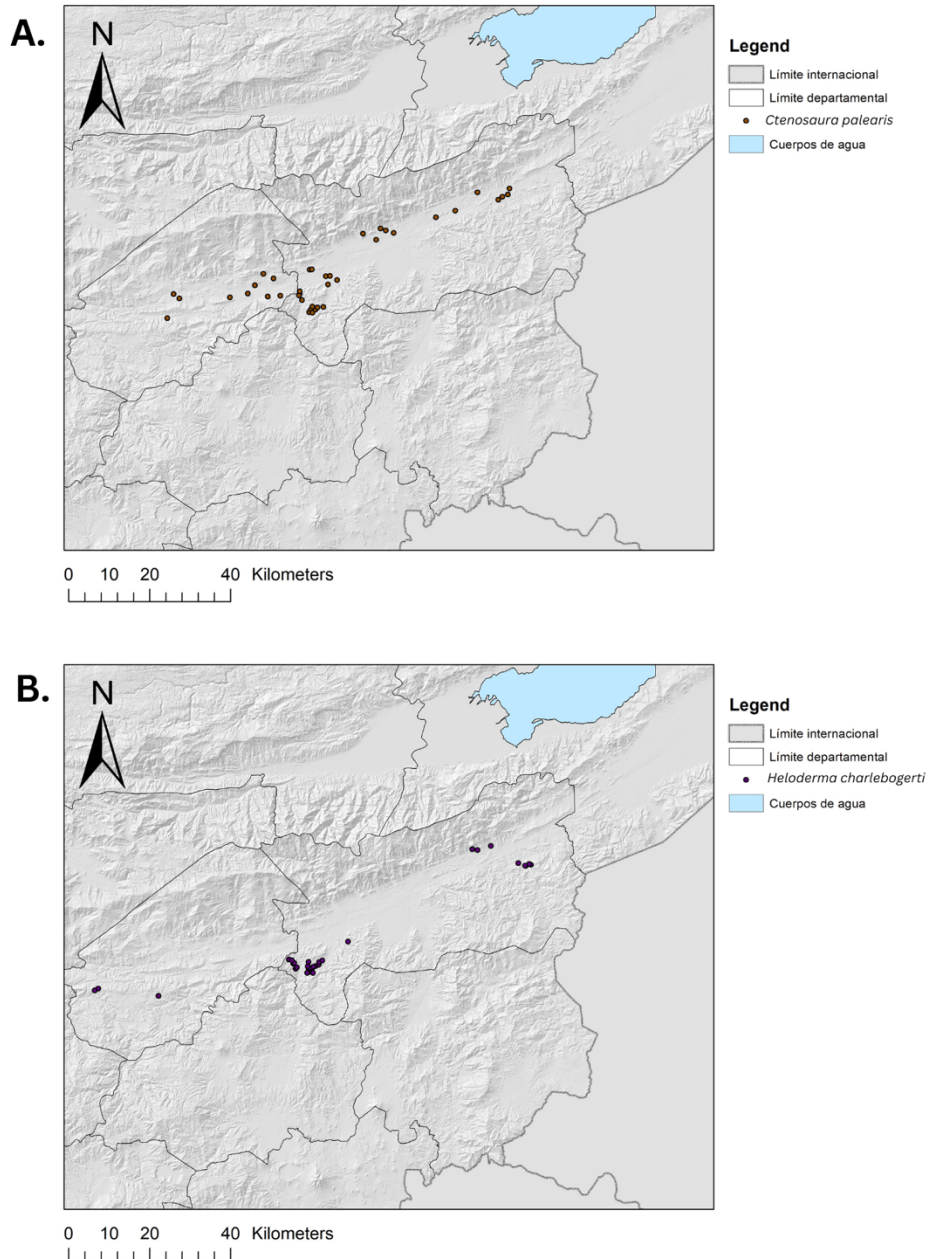 A.
N
Legend
Límite internacional
Límite departamental
Ctenosaura palearis
Cuerpos de agua
0 10 20 40 Kilometers
B.
N
Legend
Límite internacional
Límite departamental
Heloderma charlebogerti
Cuerpos de agua
0 10 20 40 Kilometers